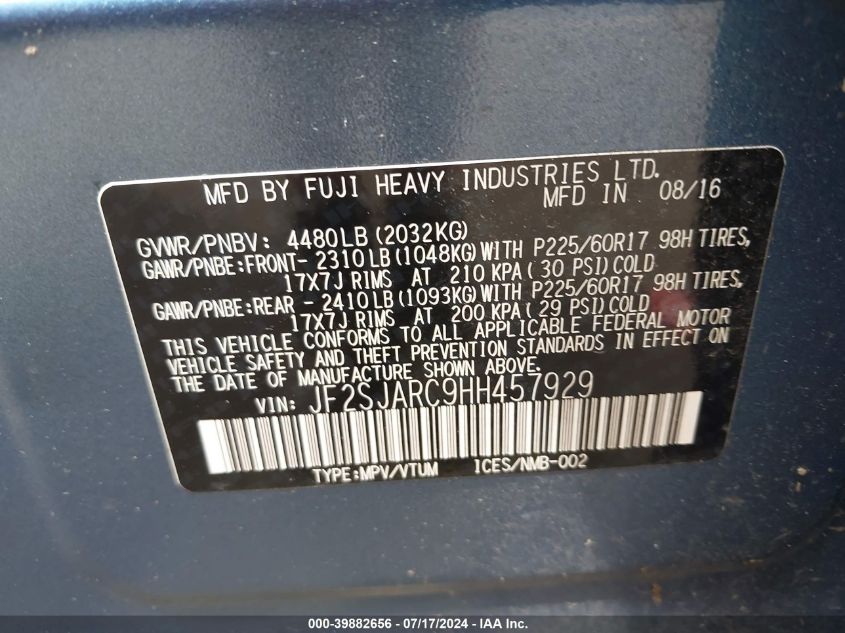 MFD BY FUJI HEAVY INDUSTRIES LTD.
MFD IN 08/16
GVWR/PNBV: 4480LB(2032KG)
GAWR/PNBE:FRONT- 2310LB(1048KG)WITH P225/60R17 98H TIRES,
17X7J RIMS AT 210 KPA(30 PSI)COLD
GAWR/PNBE:REAR - 2410LB(1093KG)WITH P225/60R17 98H TIRES,
17X7J RIMS AT 200 KPA(29 PSI)COLD
THIS VEHICLE CONFORMS TO ALL APPLICABLE FEDERAL MOTOR
VEHICLE SAFETY AND THEFT PREVENTION STANDARDS IN EFFECT ON
THE DATE OF MANUFACTURE SHOWN ABOVE.
VIN: JF2SJARC9HH457929
TYPE:MPV/VTUM ICES/NMB-002
000-39882656 - 07/17/2024 - IAA Inc.